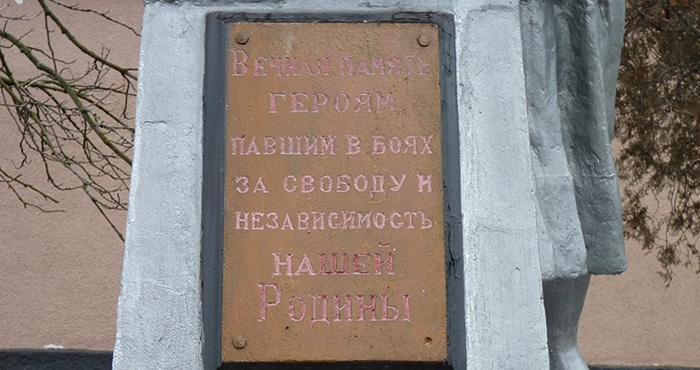 Вечная память
героям
павшим в боях
за свободу и
независимость
нашей
Родины